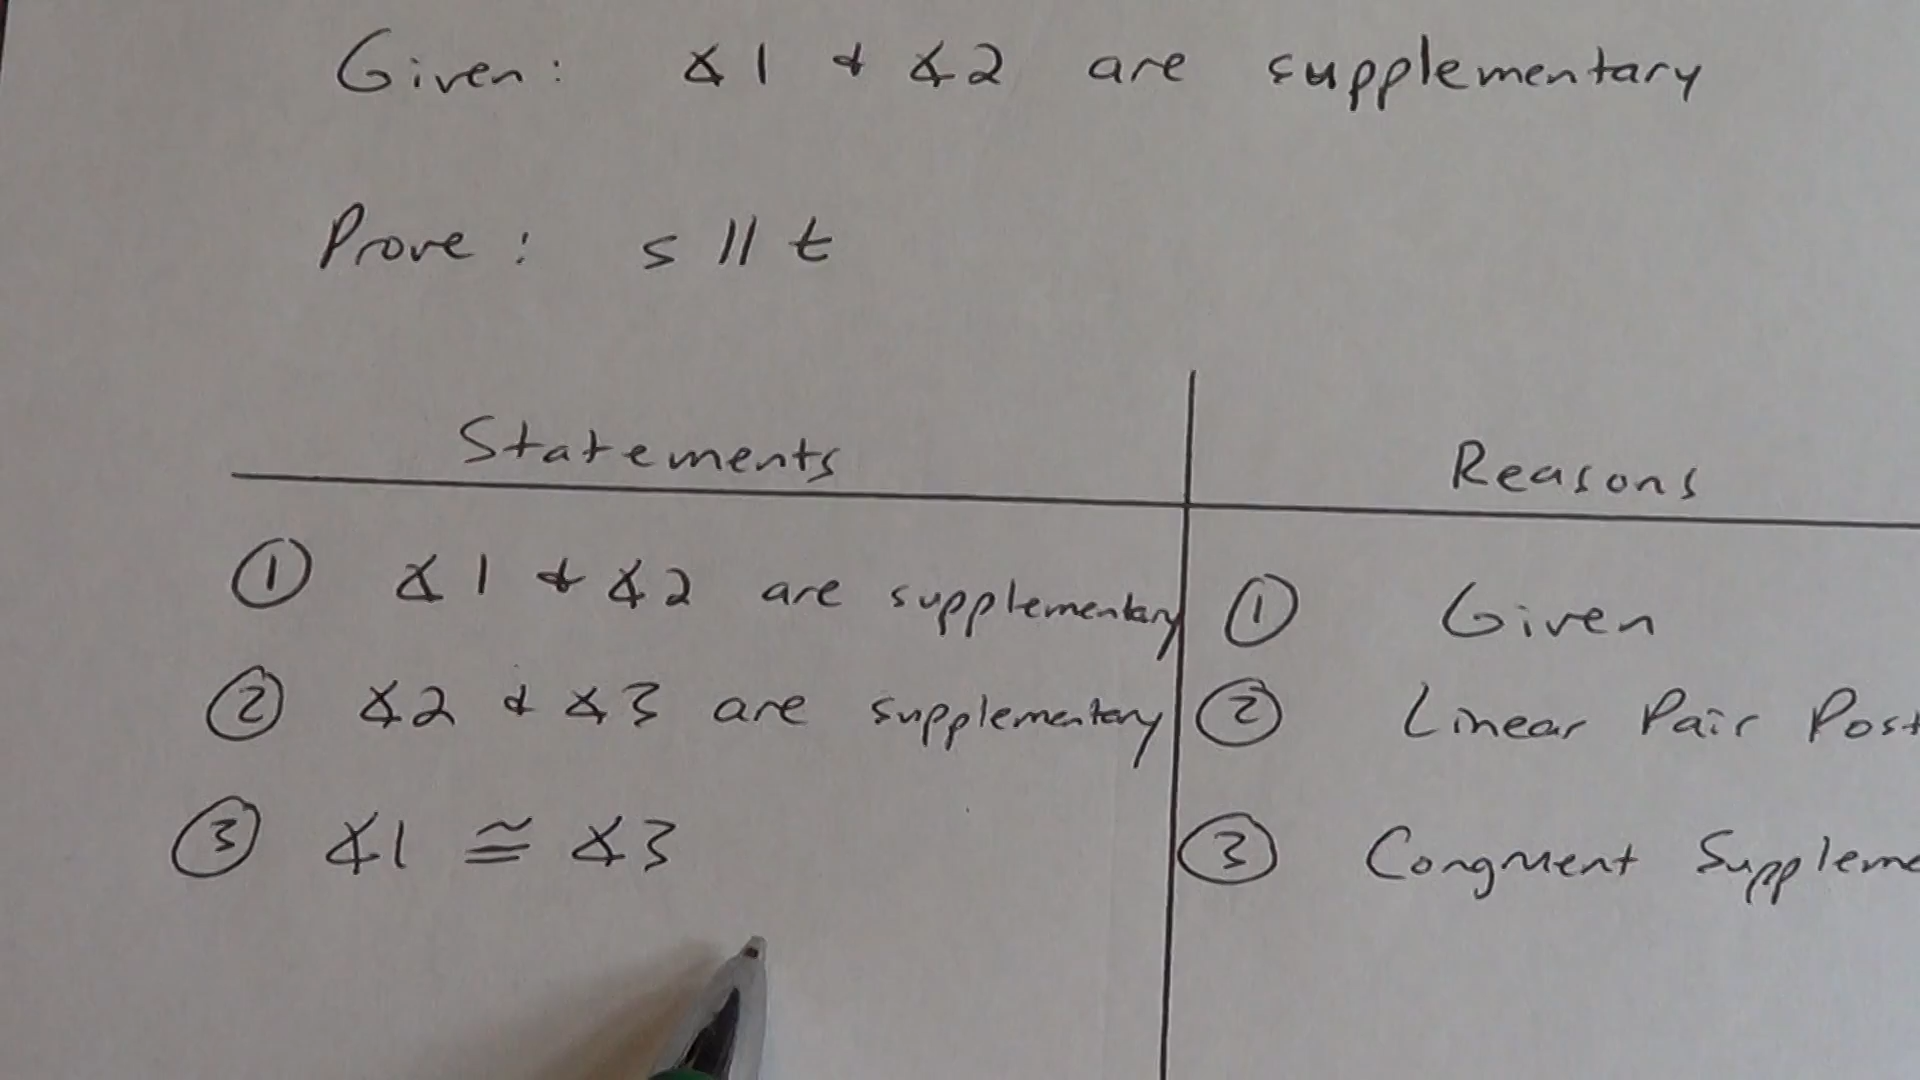 Given: ∡1 & ∡2 are supplementary
Prove: s || t
Statements Reasons
① ∡1 & ∡2 are supplementary ① Given
② ∡2 & ∡3 are supplementary ② Linear Pair Post
③ ∡1 ≅ ∡3 ③ Congruent Suppleme